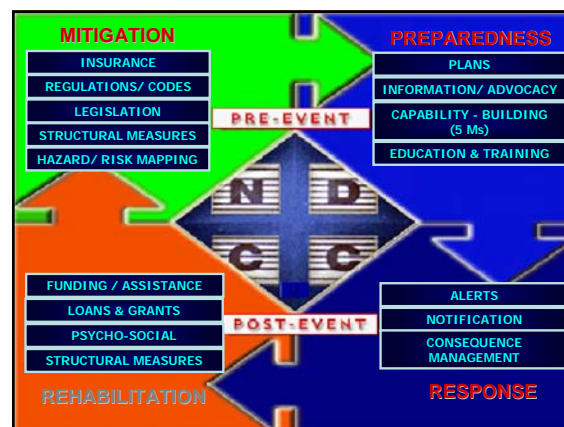 MITIGATION
INSURANCE
REGULATIONS/ CODES
LEGISLATION
STRUCTURAL MEASURES
HAZARD/ RISK MAPPING
PREPAREDNESS
PLANS
INFORMATION/ ADVOCACY
CAPABILITY - BUILDING
(5 Ms)
EDUCATION & TRAINING
PRE-EVENT
N D
C C
POST-EVENT
FUNDING / ASSISTANCE
LOANS & GRANTS
PSYCHO-SOCIAL
STRUCTURAL MEASURES
REHABILITATION
ALERTS
NOTIFICATION
CONSEQUENCE
MANAGEMENT
RESPONSE